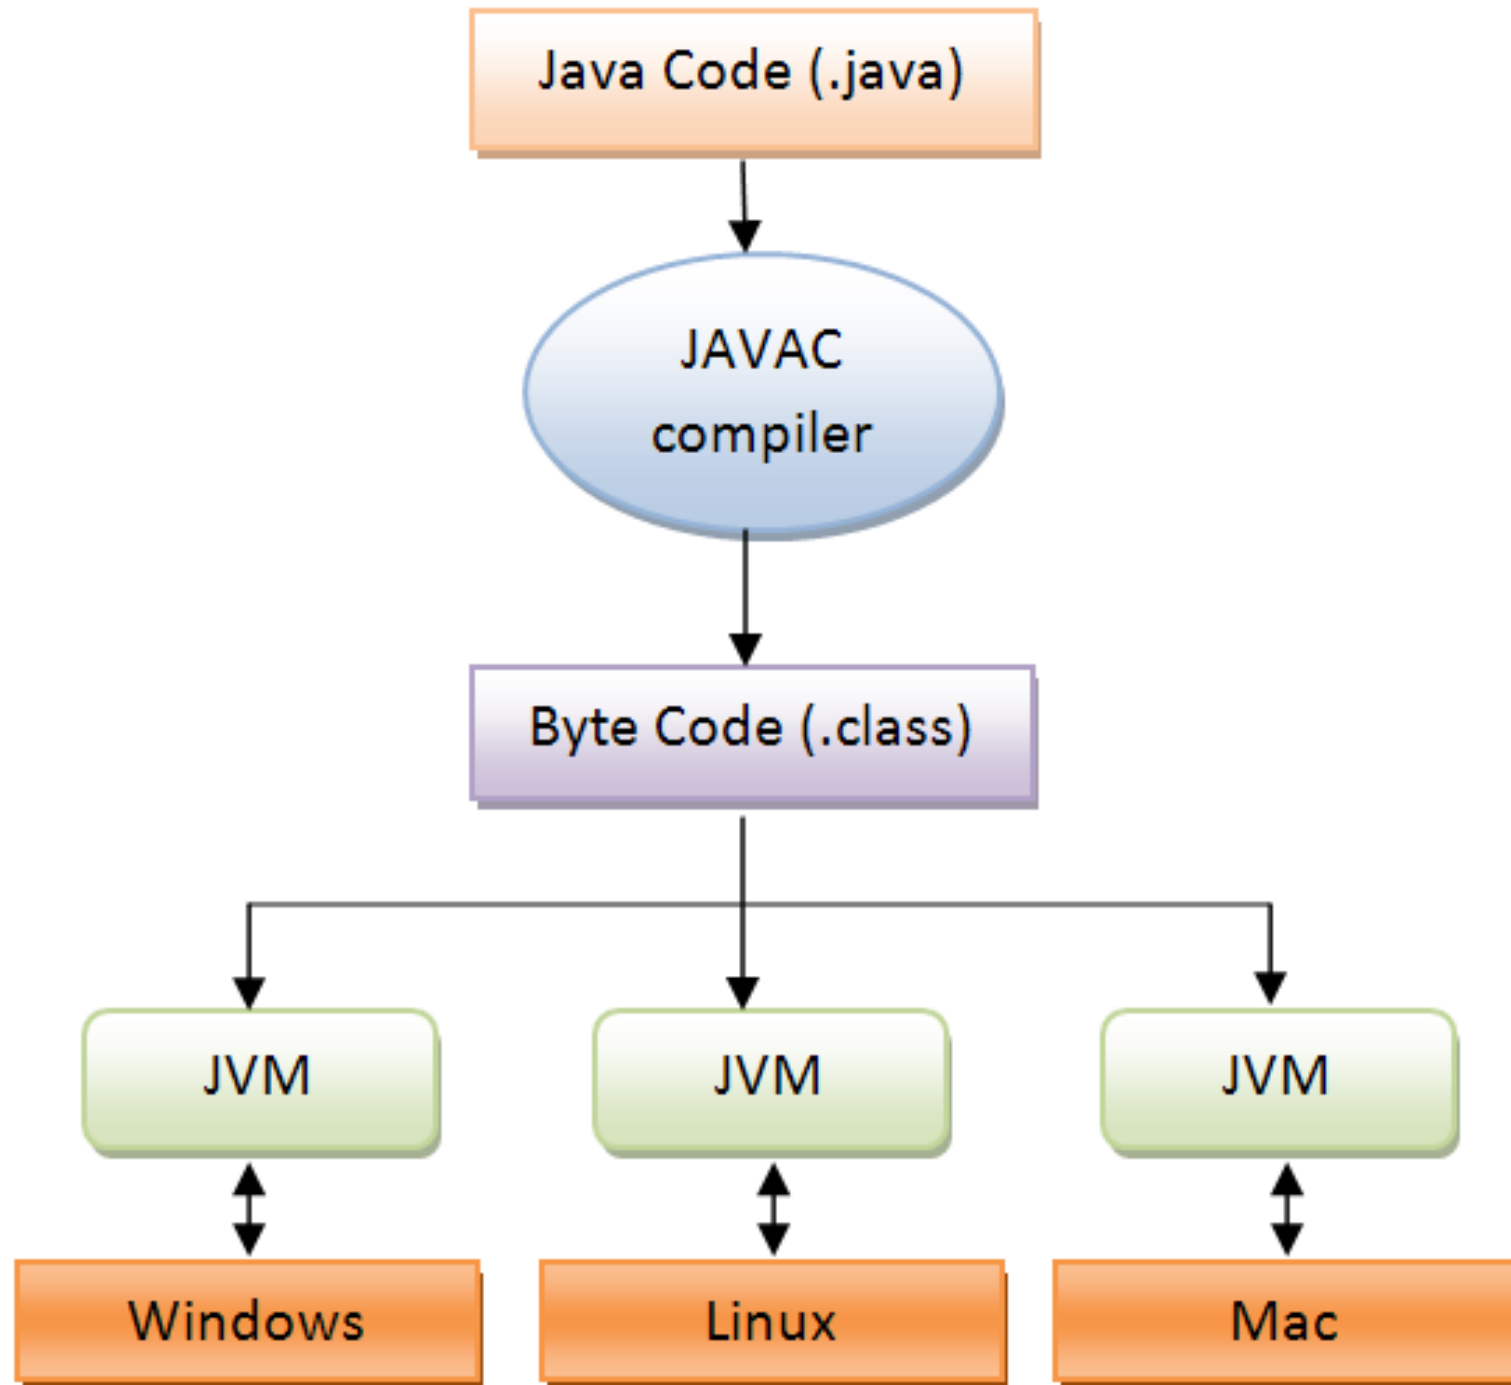 Java Code (.java)
JAVAC
compiler
Byte Code (.class)
JVM
JVM
JVM
Windows
Linux
Mac